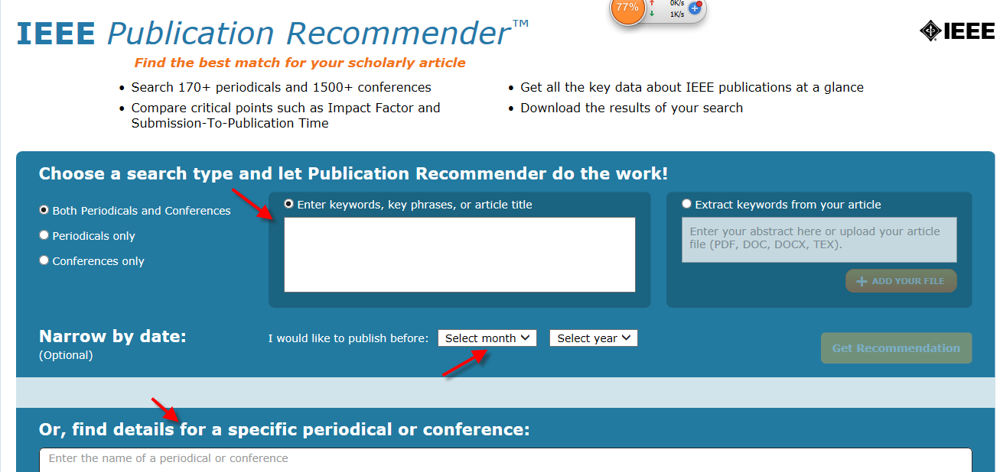 77%
0K/s
1K/s
IEEE Publication Recommender™
IEEE
Find the best match for your scholarly article
• Search 170+ periodicals and 1500+ conferences
• Compare critical points such as Impact Factor and
Submission-To-Publication Time
• Get all the key data about IEEE publications at a glance
• Download the results of your search
Choose a search type and let Publication Recommender do the work!
Both Periodicals and Conferences
Periodicals only
Conferences only
Enter keywords, key phrases, or article title
Extract keywords from your article
Enter your abstract here or upload your article
file (PDF, DOC, DOCX, TEX).
+ ADD YOUR FILE
Narrow by date:
(Optional)
I would like to publish before: Select month Select year
Get Recommendation
Or, find details for a specific periodical or conference:
Enter the name of a periodical or conference